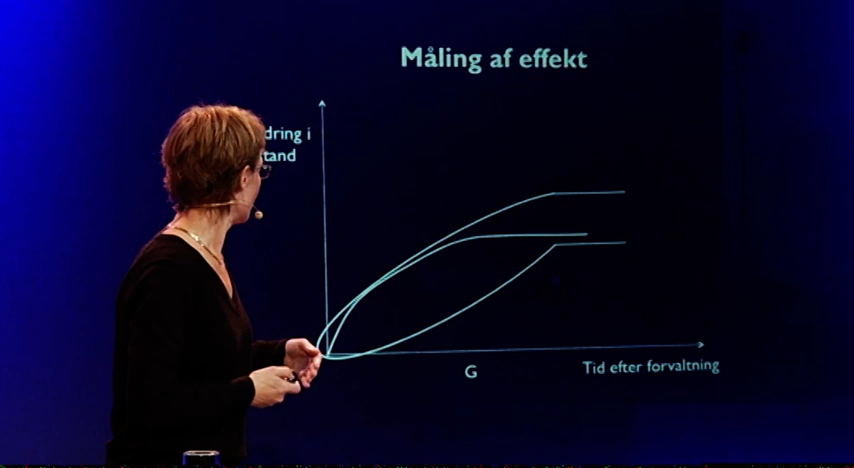 Måling af effekt
dring i
tand
G
Tid efter forvaltning